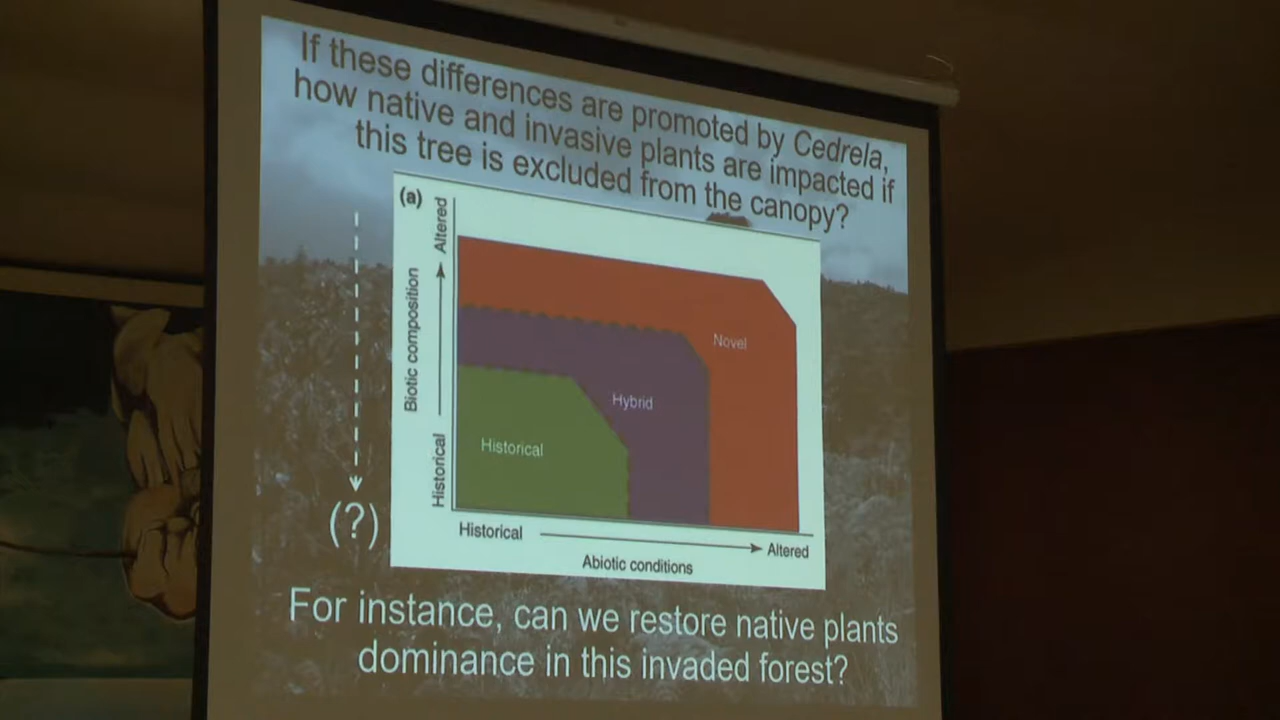 If these differences are promoted by Cedrela,
how native and invasive plants are impacted if
this tree is excluded from the canopy?
(a)
Altered
Biotic composition
Historical
Novel
Hybrid
Historical
(?)
Historical
Altered
Abiotic conditions
For instance, can we restore native plants
dominance in this invaded forest?